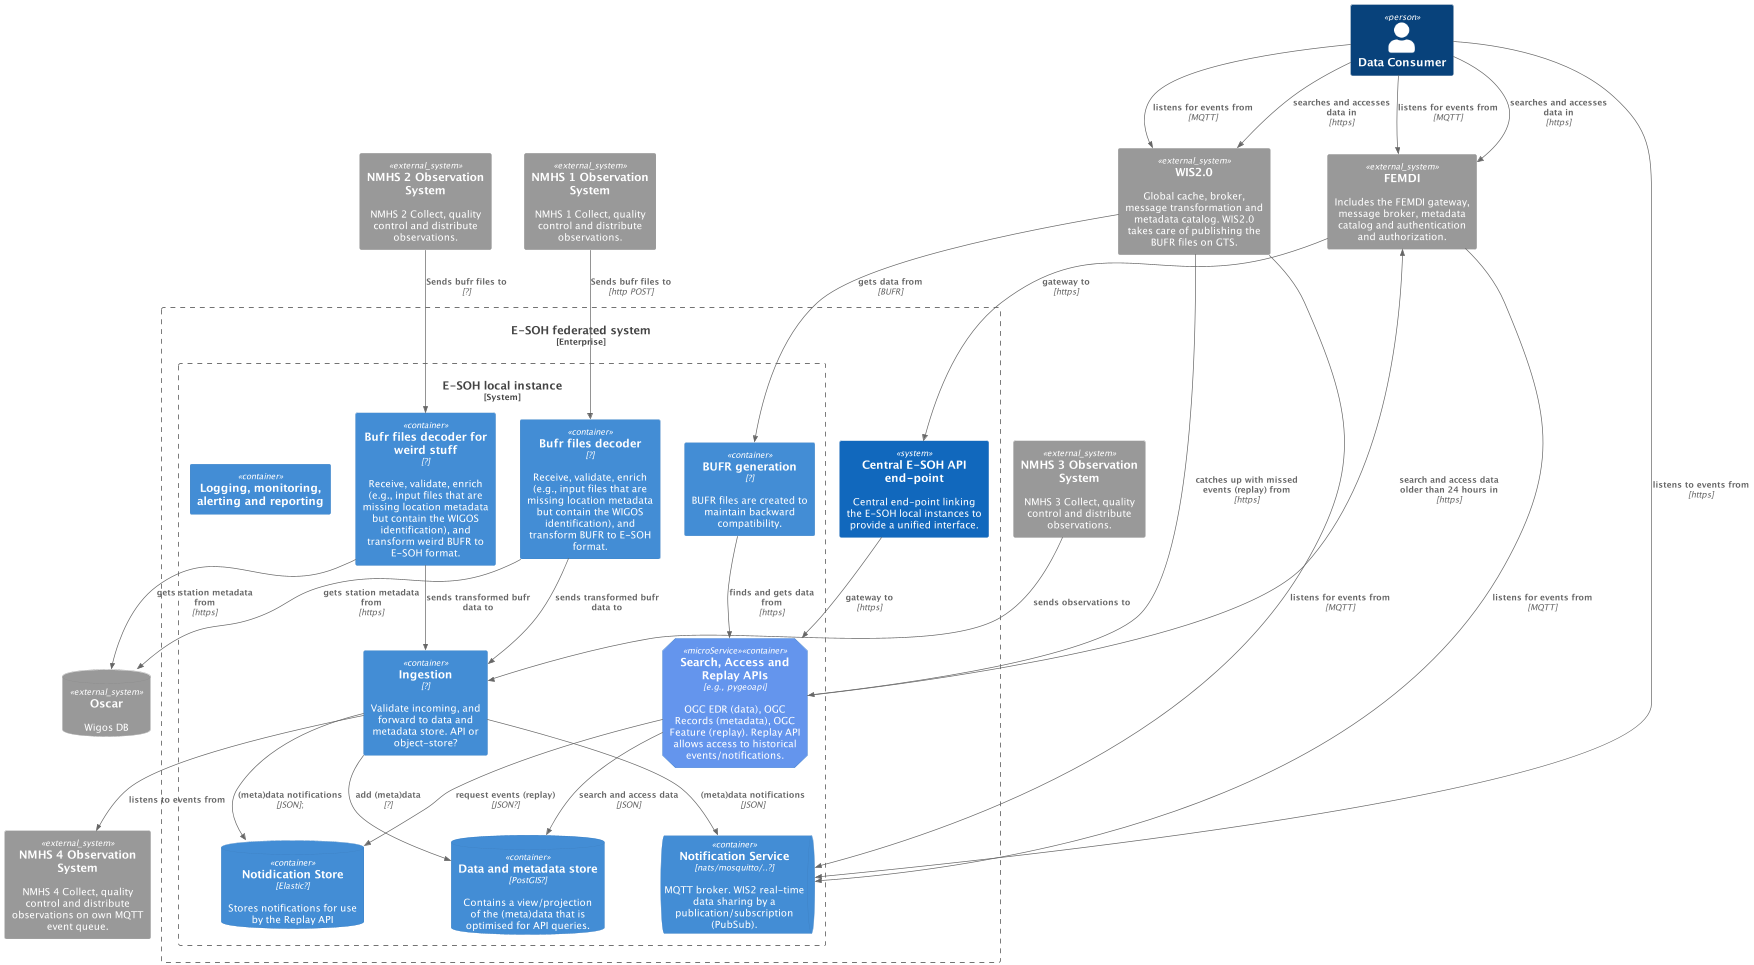 «person»
Data Consumer
listens for events from
[MQTT]
searches and accesses
data in
[https]
listens for events from
[MQTT]
searches and accesses
data in
[https]
«external_system»
NMHS 2 Observation
System
NMHS 2 Collect, quality
control and distribute
observations.
«external_system»
NMHS 1 Observation
System
NMHS 1 Collect, quality
control and distribute
observations.
«external_system»
WIS2.0
Global cache, broker,
message transformation and
metadata catalog. WIS2.0
takes care of publishing the
BUFR files on GTS.
«external_system»
FEMDI
Includes the FEMDI gateway,
message broker, metadata
catalog and authentication
and authorization.
Sends bufr files to
[?]
Sends bufr files to
[http POST]
gets data from
[BUFR]
gateway to
[https]
E-SOH federated system
[Enterprise]
E-SOH local instance
[System]
«container»
Logging, monitoring,
alerting and reporting
«container»
Bufr files decoder for
weird stuff
[?]
Receive, validate, enrich
(e.g., input files that are
missing location metadata
but contain the WIGOS
identification), and
transform weird BUFR to
E-SOH format.
«container»
Bufr files decoder
[?]
Receive, validate, enrich
(e.g., input files that are
missing location metadata
but contain the WIGOS
identification), and
transform BUFR to E-SOH
format.
«container»
BUFR generation
[?]
BUFR files are created to
maintain backward
compatibility.
«system»
Central E-SOH API
end-point
Central end-point linking
the E-SOH local instances to
provide a unified interface.
«external_system»
NMHS 3 Observation
System
NMHS 3 Collect, quality
control and distribute
observations.
catches up with missed
events (replay) from
[https]
search and access data
older than 24 hours in
[https]
listens to events from
[https]
gets station metadata
from
[https]
gets station metadata
from
[https]
sends transformed bufr
data to
sends transformed bufr
data to
finds and gets data
from
[https]
gateway to
[https]
sends observations to
listens for events from
[MQTT]
listens for events from
[MQTT]
«external_system»
Oscar
Wigos DB
«container»
Ingestion
[?]
Validate incoming, and
forward to data and
metadata store. API or
object-store?
«microService»«container»
Search, Access and
Replay APIs
[e.g., pygeoapi]
OGC EDR (data), OGC
Records (metadata), OGC
Feature (replay). Replay API
allows access to historical
events/notifications.
listens to events from
(meta)data notifications
[JSON];
add (meta)data
[?]
request events (replay)
[JSON?]
search and access data
[JSON]
(meta)data notifications
[JSON]
«external_system»
NMHS 4 Observation
System
NMHS 4 Collect, quality
control and distribute
observations on own MQTT
event queue.
«container»
Notidication Store
[Elastic?]
Stores notifications for use
by the Replay API
«container»
Data and metadata store
[PostGIS?]
Contains a view/projection
of the (meta)data that is
optimised for API queries.
«container»
Notification Service
[nats/mosquitto/..?]
MQTT broker. WIS2 real-time
data sharing by a
publication/subscription
(PubSub).